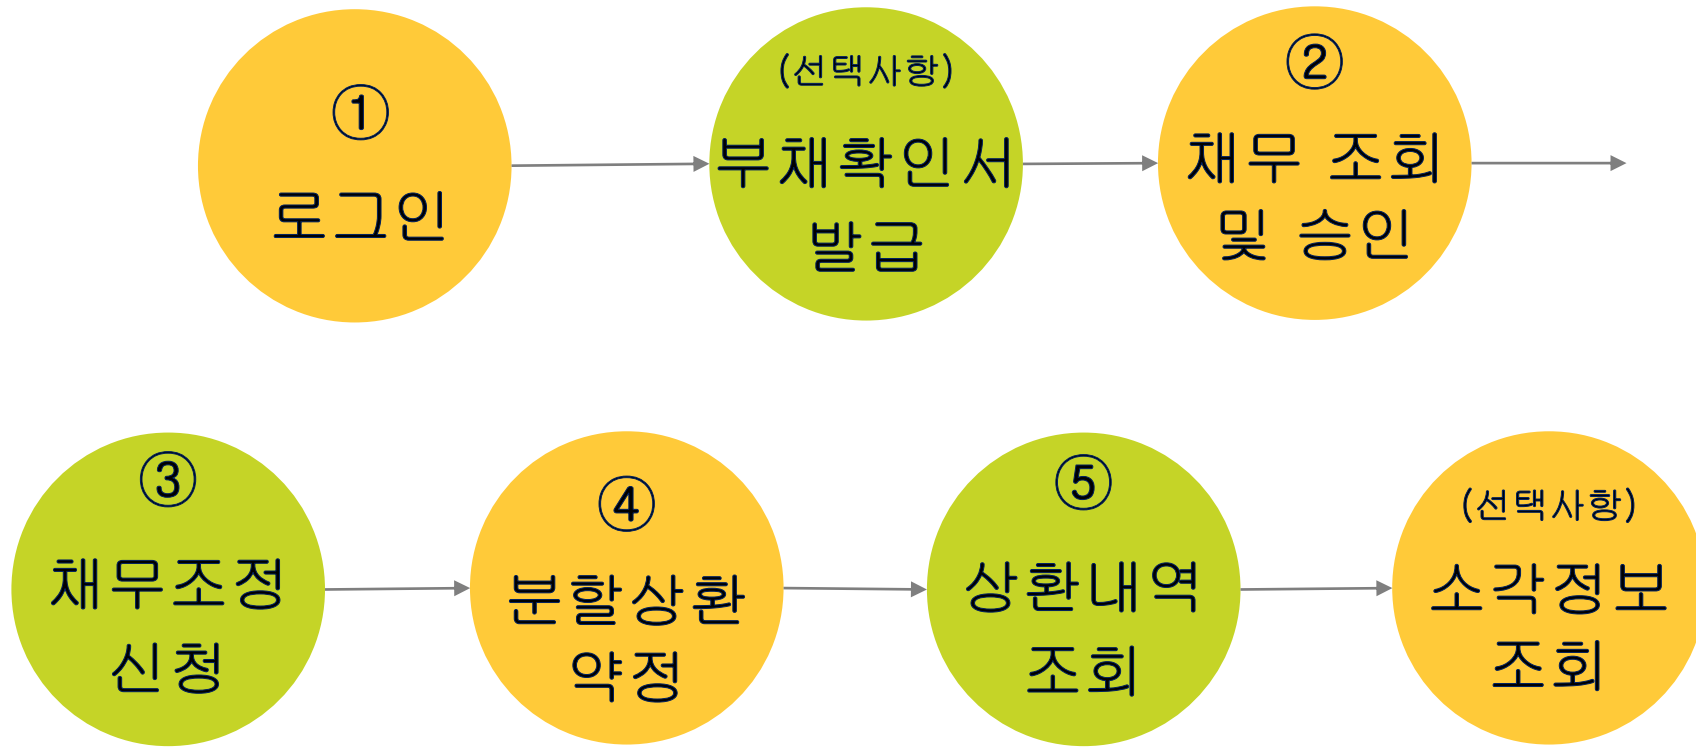 ①
로그인
(선택사항)
부채확인서
발급
②
채무 조회
및 승인
③
채무조정
신청
④
분할상환
약정
⑤
상환내역
조회
(선택사항)
소각정보
조회